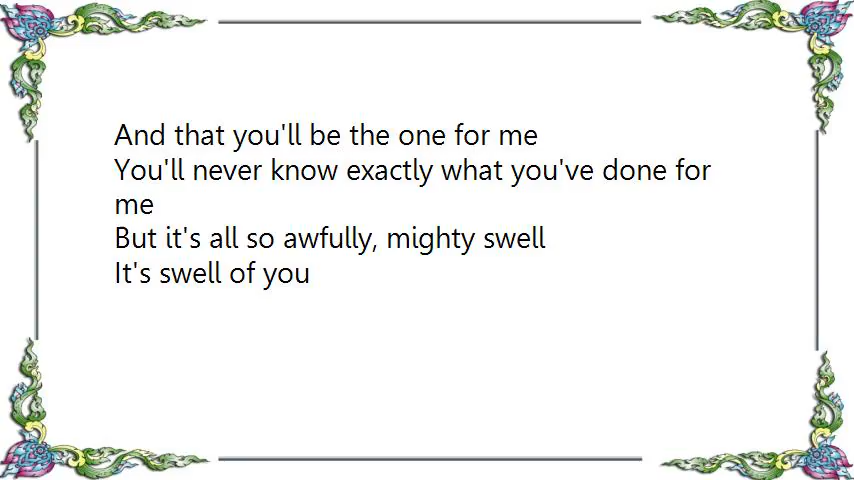 And that you'll be the one for me
You'll never know exactly what you've done for
me
But it's all so awfully, mighty swell
It's swell of you